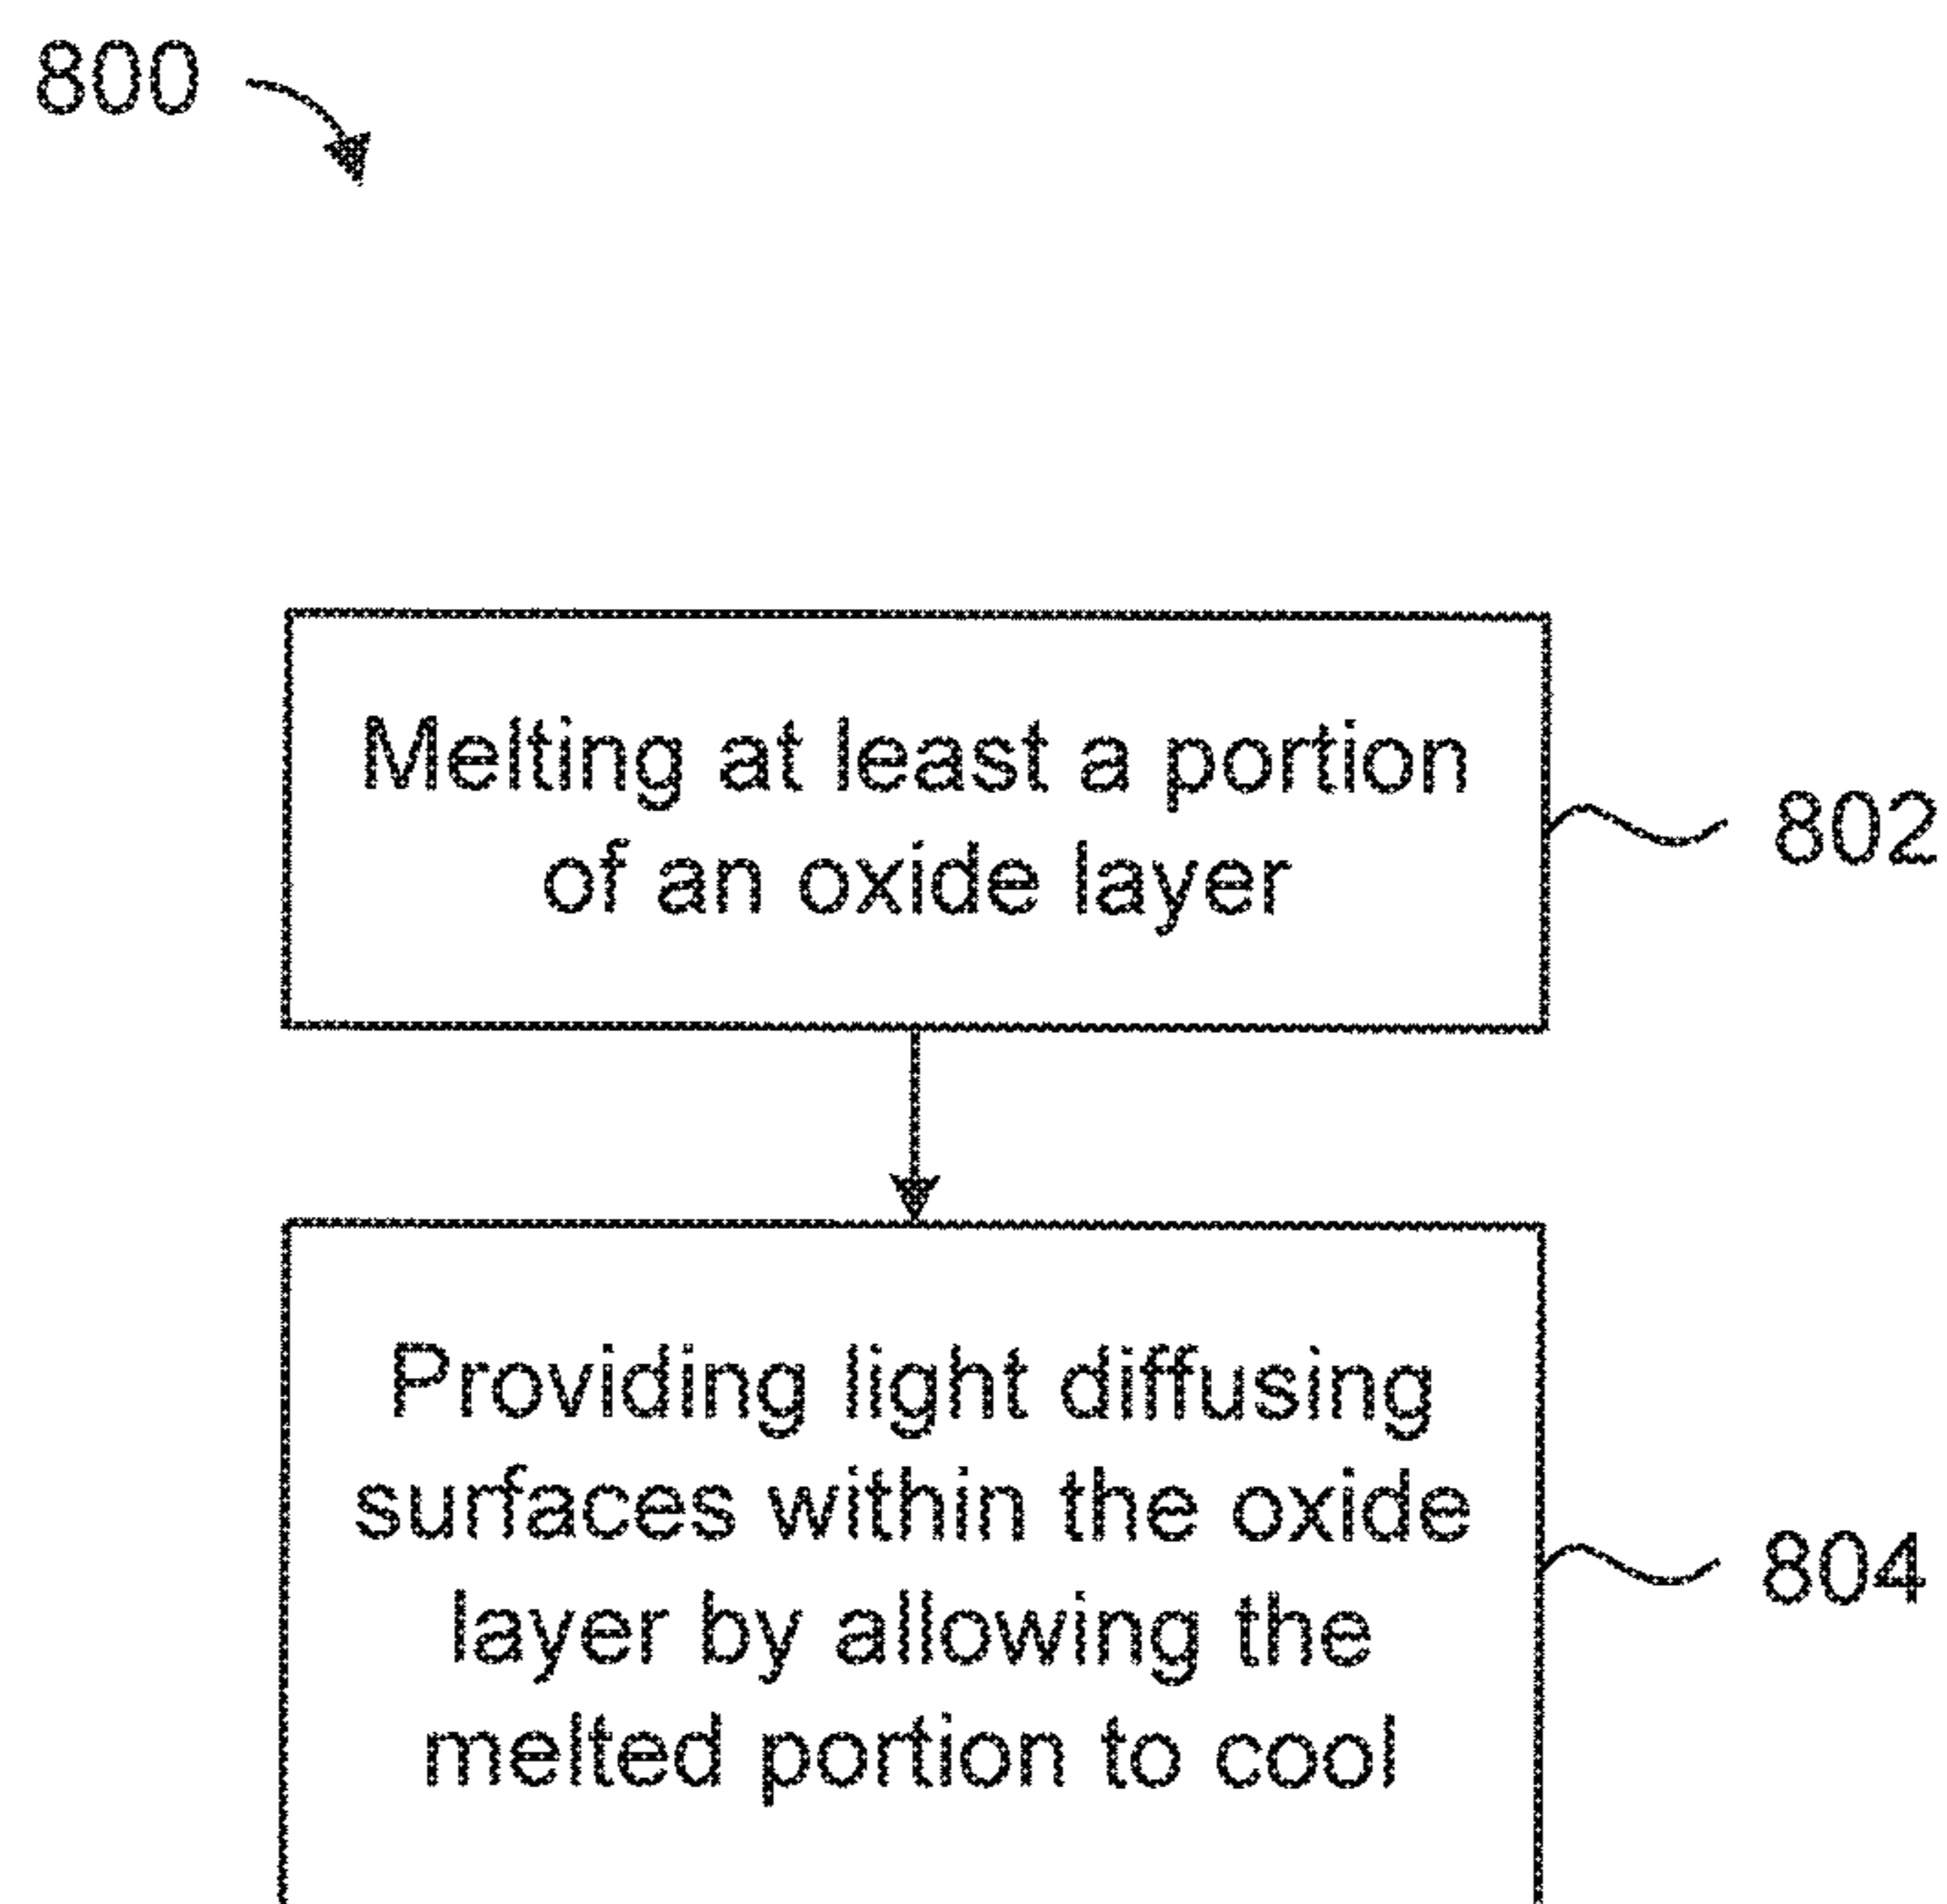 800
Melting at least a portion
of an oxide layer
802
Providing light diffusing
surfaces within the oxide
layer by allowing the
melted portion to cool
804